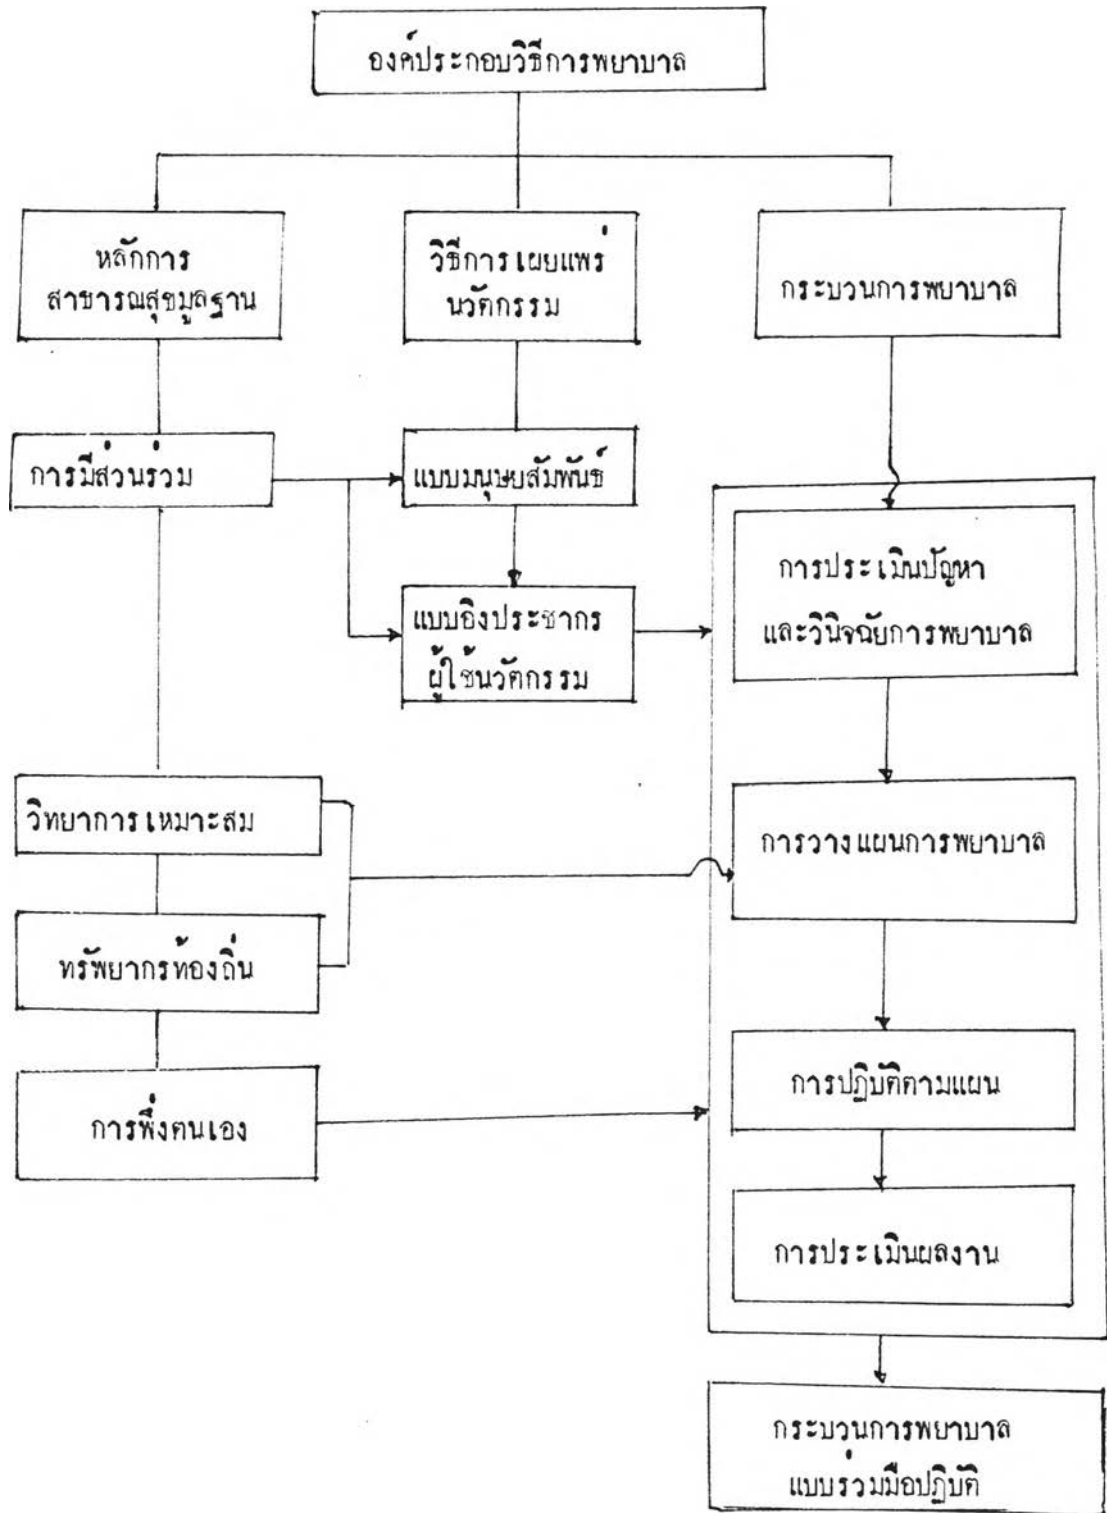 องค์ประกอบวิธีการพยาบาล
หลักการ
สาธารณสุขมูลฐาน
วิธีการเผยแพร่
นวัตกรรม
กระบวนการพยาบาล
การมีส่วนร่วม
แบบมนุษยสัมพันธ์
แบบอิงประชากร
ผู้ใช้นวัตกรรม
การประเมินปัญหา
และวินิจฉัยการพยาบาล
วิทยาการเหมาะสม
การวางแผนการพยาบาล
ทรัพยากรท้องถิ่น
การปฏิบัติตามแผน
การพึ่งตนเอง
การประเมินผลงาน
กระบวนการพยาบาล
แบบร่วมมือปฏิบัติ